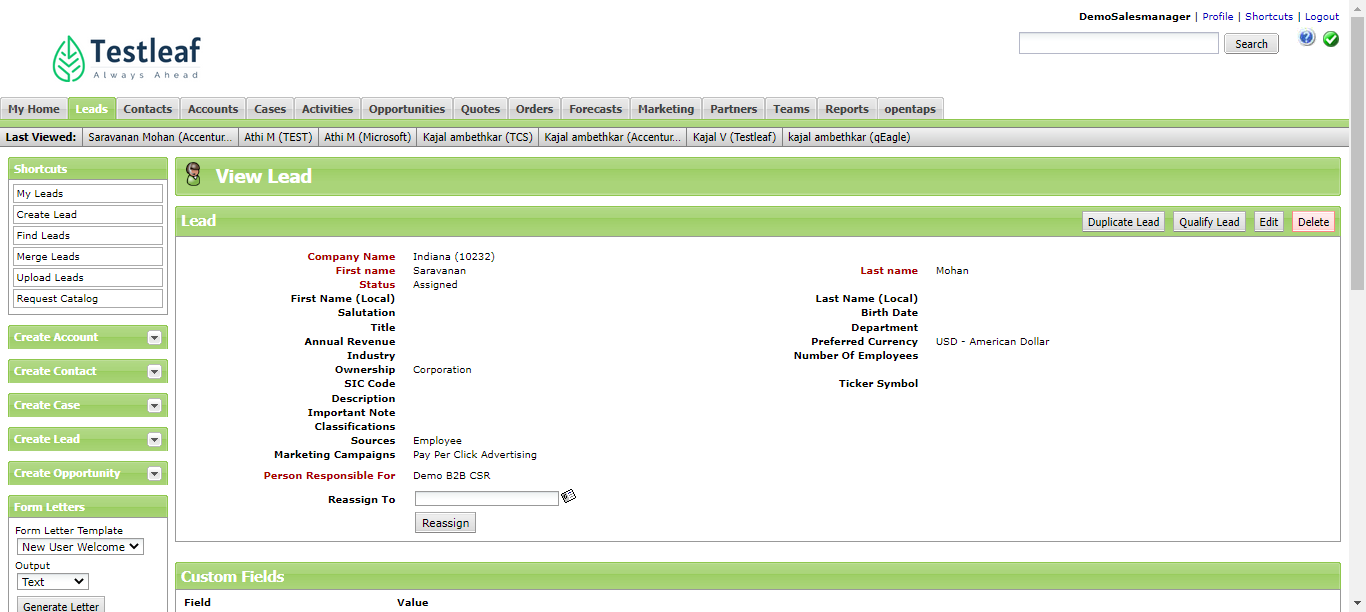 DemoSalesmanager | Profile | Shortcuts | Logout
Testleaf
Always Ahead
Search
My Home Leads Contacts Accounts Cases Activities Opportunities Quotes Orders Forecasts Marketing Partners Teams Reports opentaps
Last Viewed: Saravanan Mohan (Accentur... Athi M (TEST) Athi M (Microsoft) Kajal ambethkar (TCS) Kajal ambethkar (Accentur... Kajal V (Testleaf) kajal ambethkar (qEagle)
Shortcuts
My Leads
Create Lead
Find Leads
Merge Leads
Upload Leads
Request Catalog
Create Account
Create Contact
Create Case
Create Lead
Create Opportunity
Form Letters
Form Letter Template
New User Welcome
Output
Text
Generate Letter
View Lead
Lead Duplicate Lead Qualify Lead Edit Delete
Company Name Indiana (10232)
First name Saravanan Last name Mohan
Status Assigned
First Name (Local) Last Name (Local)
Salutation Birth Date
Title Department
Annual Revenue Preferred Currency USD - American Dollar
Industry Number Of Employees
Ownership Corporation
SIC Code Ticker Symbol
Description
Important Note
Classifications
Sources Employee
Marketing Campaigns Pay Per Click Advertising
Person Responsible For Demo B2B CSR
Reassign To
Reassign
Custom Fields
Field Value